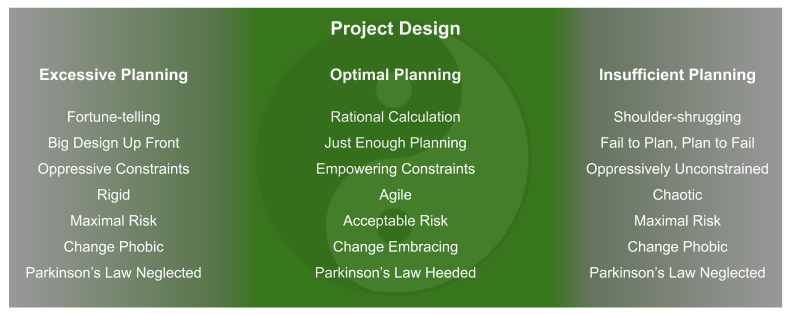 Project Design
Excessive Planning
Fortune-telling
Big Design Up Front
Oppressive Constraints
Rigid
Maximal Risk
Change Phobic
Parkinson’s Law Neglected
Optimal Planning
Rational Calculation
Just Enough Planning
Empowering Constraints
Agile
Acceptable Risk
Change Embracing
Parkinson’s Law Heeded
Insufficient Planning
Shoulder-shrugging
Fail to Plan, Plan to Fail
Oppressively Unconstrained
Chaotic
Maximal Risk
Change Phobic
Parkinson’s Law Neglected